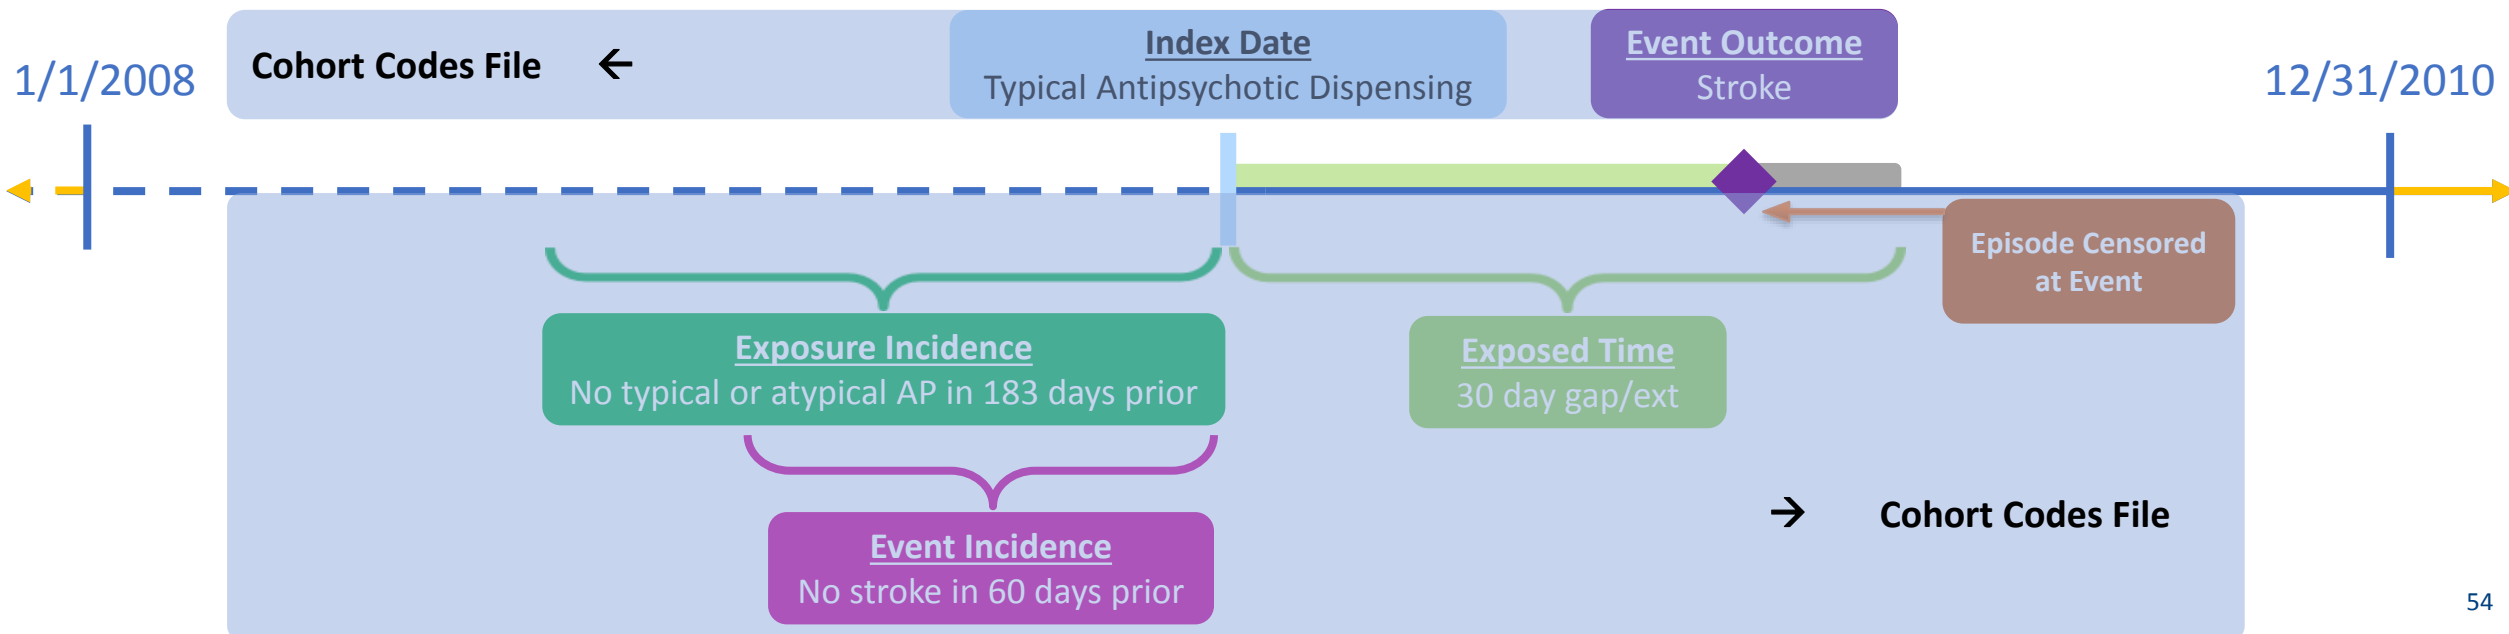 1/1/2008
Cohort Codes File ←
Index Date
Typical Antipsychotic Dispensing
Event Outcome
Stroke
12/31/2010
Episode Censored
at Event
Exposure Incidence
No typical or atypical AP in 183 days prior
Exposed Time
30 day gap/ext
Event Incidence
No stroke in 60 days prior
→ Cohort Codes File
54